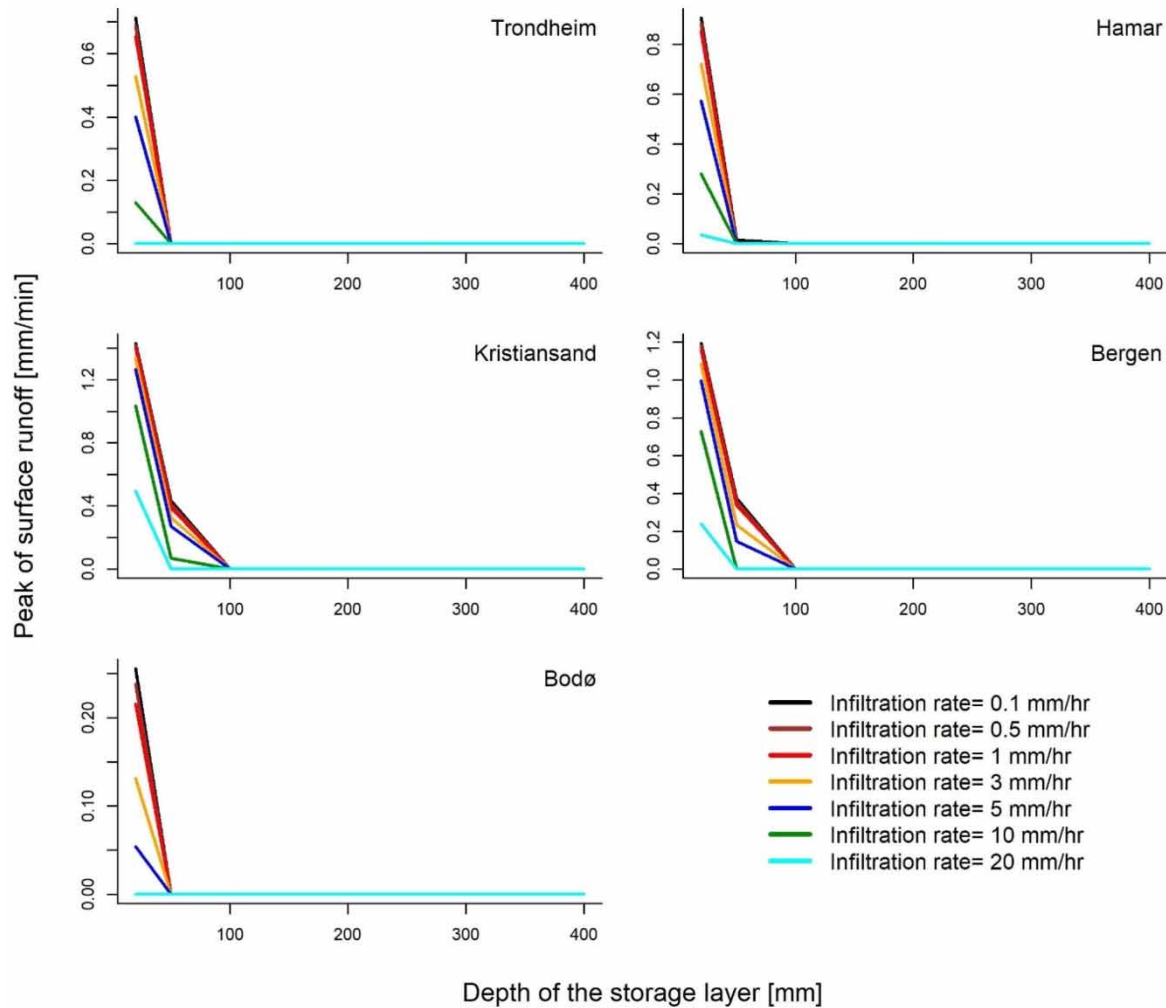 Peak of surface runoff [mm/min]
Trondheim
0.0 0.2 0.4 0.6
100 200 300 400
Hamar
0.0 0.2 0.4 0.6 0.8
100 200 300 400
Kristiansand
0.0 0.4 0.8 1.2
100 200 300 400
Bergen
0.0 0.2 0.4 0.6 0.8 1.0 1.2
100 200 300 400
Bodø
0.00 0.10 0.20
100 200 300 400
Infiltration rate= 0.1 mm/hr
Infiltration rate= 0.5 mm/hr
Infiltration rate= 1 mm/hr
Infiltration rate= 3 mm/hr
Infiltration rate= 5 mm/hr
Infiltration rate= 10 mm/hr
Infiltration rate= 20 mm/hr
Depth of the storage layer [mm]